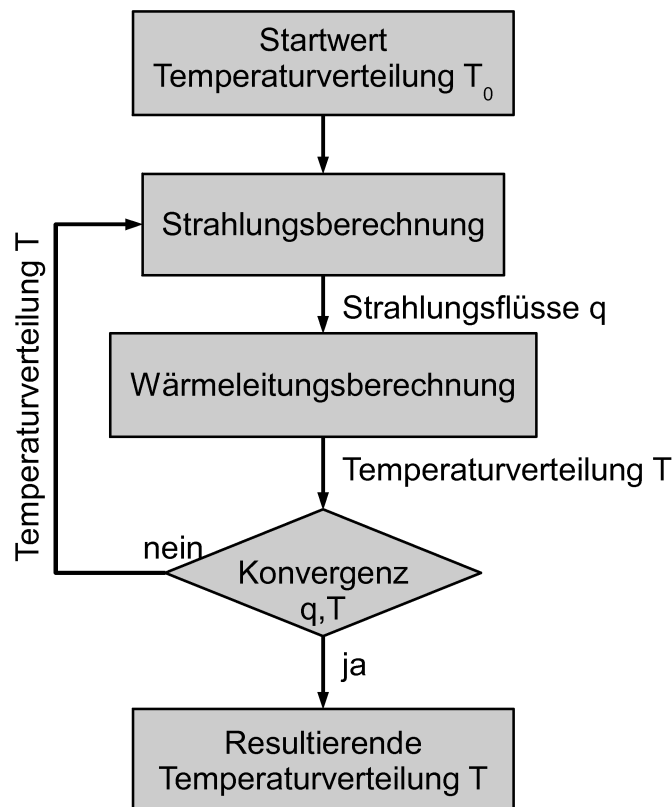 Startwert
Temperaturverteilung T₀
Strahlungsberechnung
Strahlungsflüsse q
Wärmeleitungsberechnung
Temperaturverteilung T
Temperaturverteilung T
nein
Konvergenz
q,T
ja
Resultierende
Temperaturverteilung T